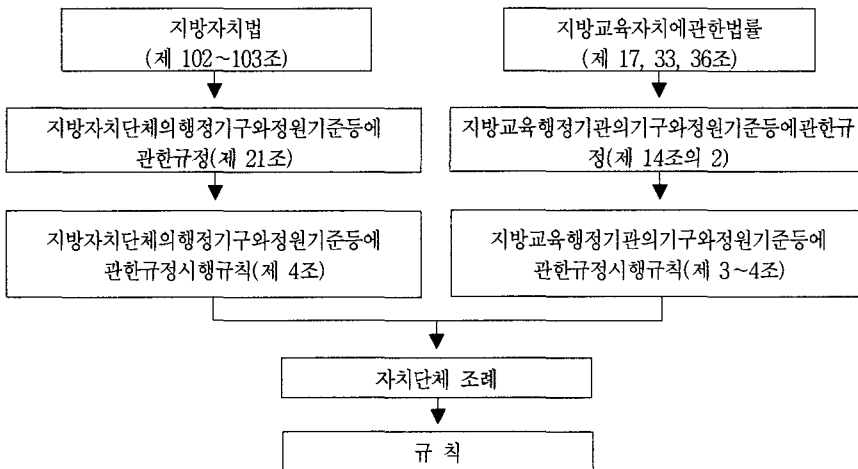 지방자치법
(제 102~103조)
지방교육자치에관한법률
(제 17, 33, 36조)
지방자치단체의행정기구와정원기준등에
관한규정(제 21조)
지방교육행정기관의기구와정원기준등에관한규
정(제 14조의 2)
지방자치단체의행정기구와정원기준등에
관한규정시행규칙(제 4조)
지방교육행정기관의기구와정원기준등에
관한규정시행규칙(제 3~4조)
자치단체 조례
규 칙